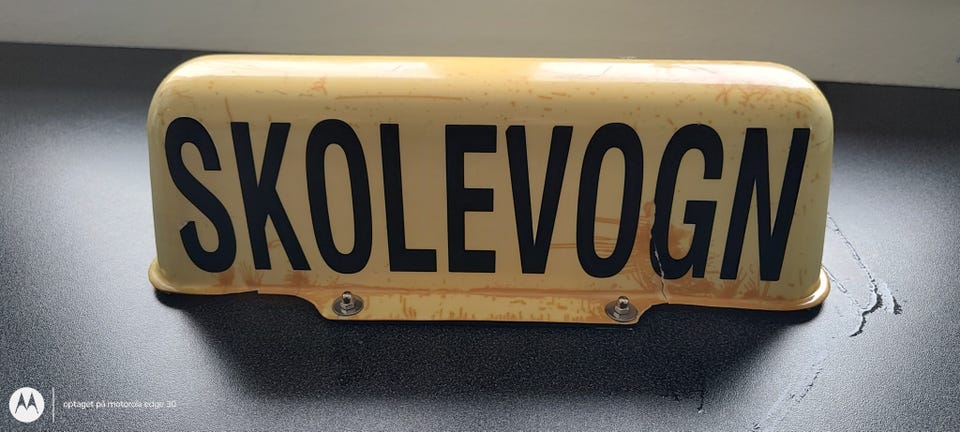 SKOLEVOGN
optaget på motorola edge 30